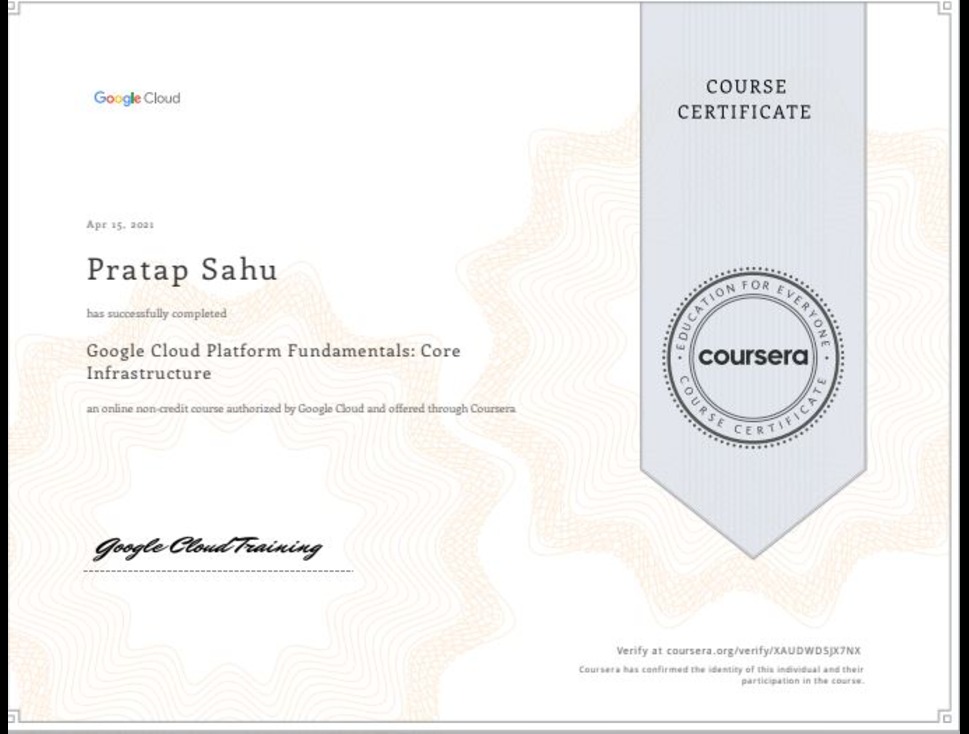 COURSE
CERTIFICATE
Google Cloud
Apr 15, 2021
Pratap Sahu
has successfully completed
Google Cloud Platform Fundamentals: Core
Infrastructure
an online non-credit course authorized by Google Cloud and offered through Coursera
EDUCATION FOR EVERYONE
coursera
COURSE CERTIFICATE
Google Cloud Training
Verify at coursera.org/verify/XAUDWDSJX7NX
Coursera has confirmed the identity of this individual and their
participation in the course.